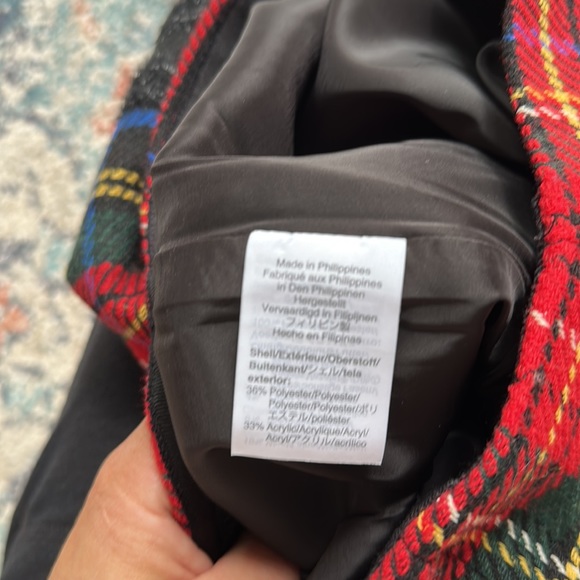 Made in Philippines
Fabriqué aux Philippines
in Den Philippinen
Hergestellt
Vervaardigd in Filipijnen
フィリピン製
Hecho en Filipinas
Shell/Extérieur/Oberstoff/
Buitenkant/シェル/tela
exterior:
36% Polyester/Polyester/
Polyester/Polyester/ポリ
エステル/poliéster
33% Acrylic/Acrylique/Acryl/
Acryl/アクリル/acrílico